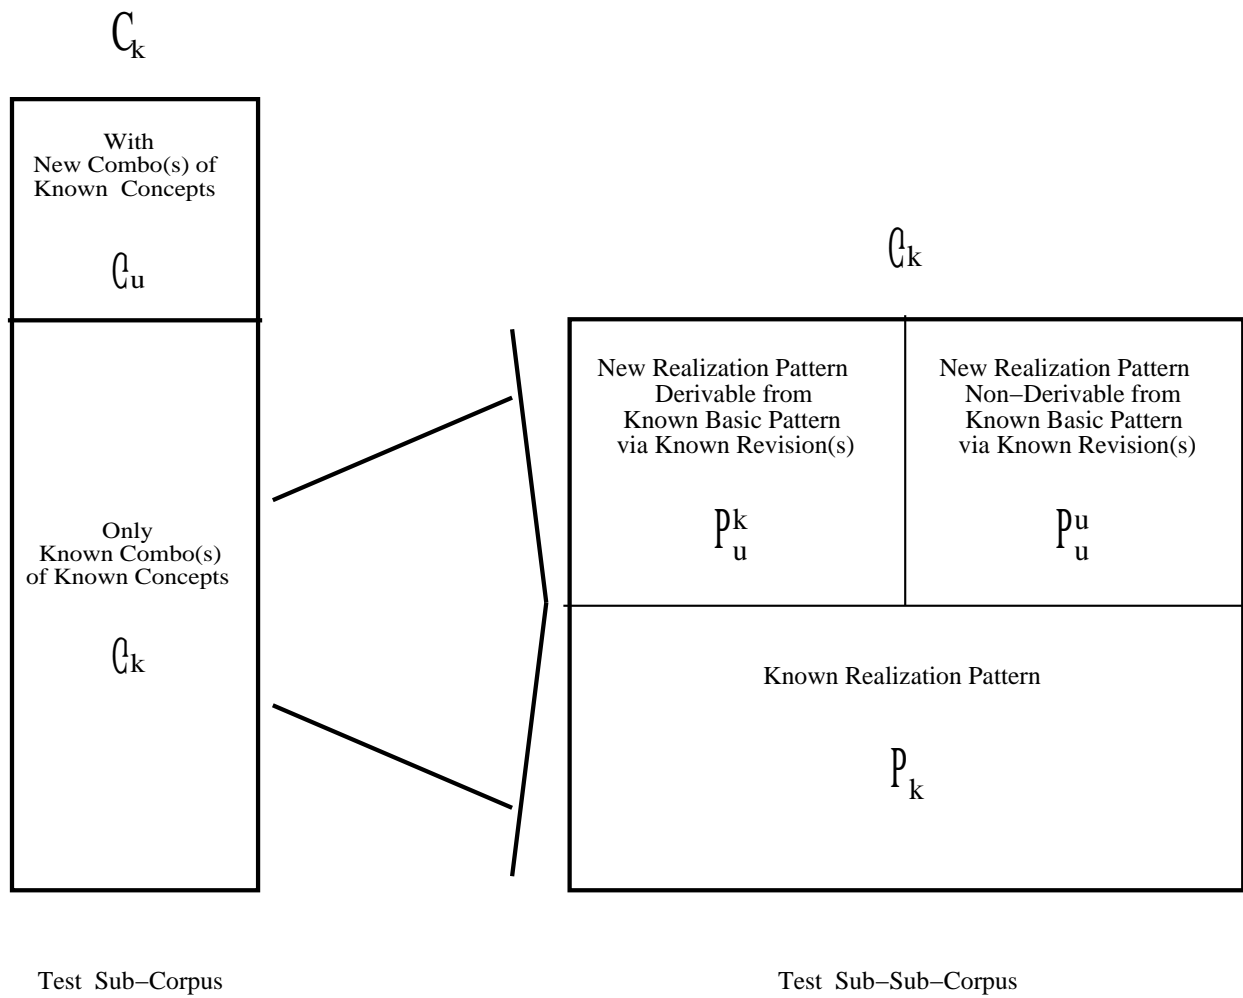 C_k
With
New Combo(s) of
Known Concepts
ℂ_u
Only
Known Combo(s)
of Known Concepts
ℂ_k
Test Sub−Corpus
ℂ_k
New Realization Pattern
Derivable from
Known Basic Pattern
via Known Revision(s)
P_u^k
New Realization Pattern
Non−Derivable from
Known Basic Pattern
via Known Revision(s)
P_u^u
Known Realization Pattern
P_k
Test Sub−Sub−Corpus